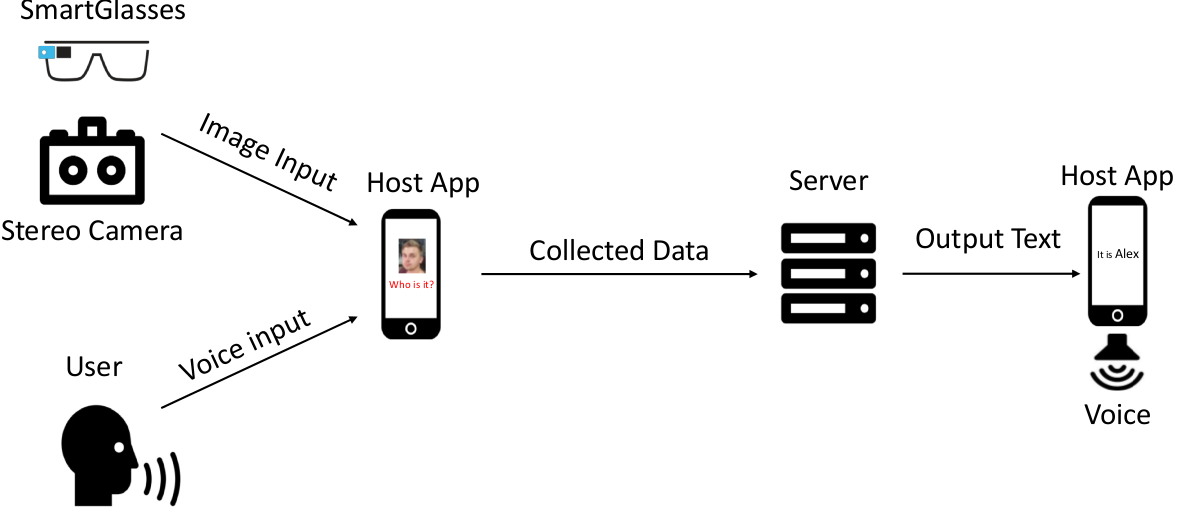 SmartGlasses
Image Input
Stereo Camera
Host App
Who is it?
Voice input
User
Collected Data
Server
Output Text
Host App
It is Alex
Voice